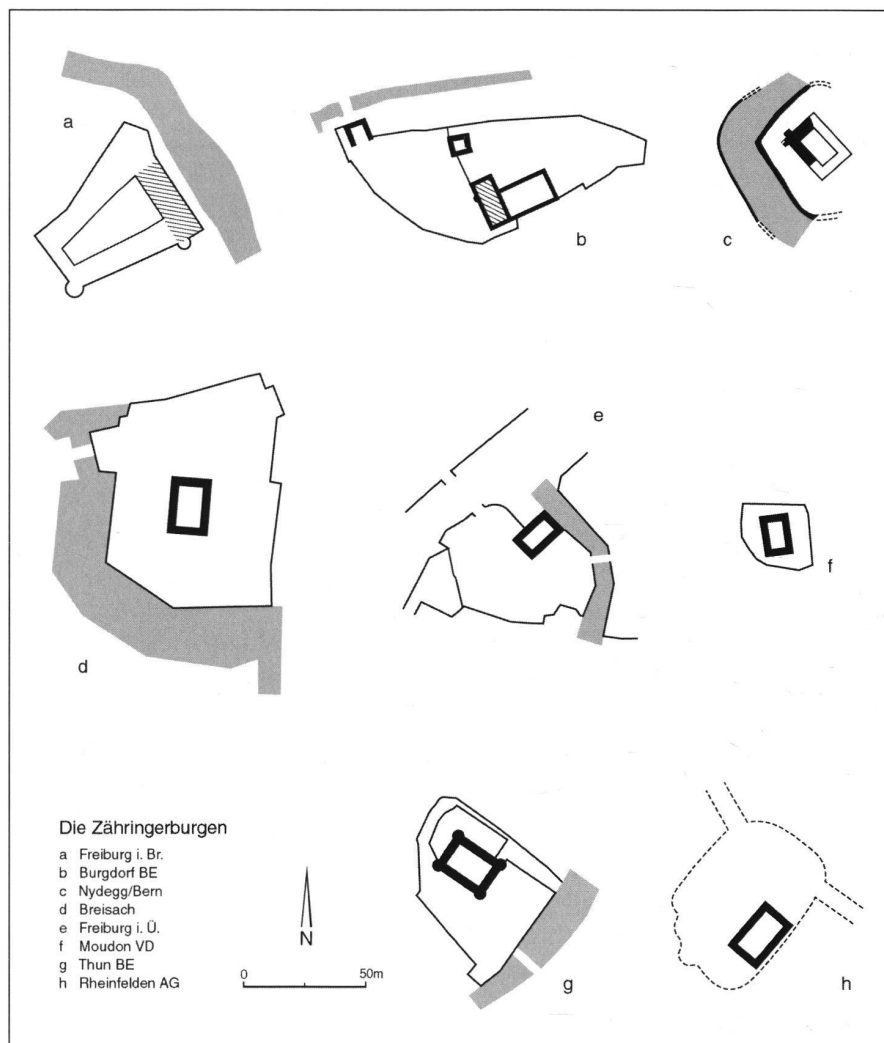 a
b
c
d
e
f
Die Zähringerburgen
a Freiburg i. Br.
b Burgdorf BE
c Nydegg/Bern
d Breisach
e Freiburg i. Ü.
f Moudon VD
g Thun BE
h Rheinfelden AG
N
0 50m
g
h